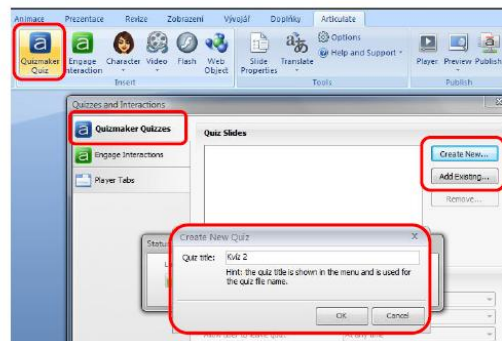 Animace Prezentace Revize Zobrazení Vývojář Doplňky Articulate
Quizmaker Quiz
Engage Interaction
Character
Video
Flash
Web Object
Slide Properties
Translate
Options
Help and Support
Player
Preview
Publish
Insert
Tools
Publish
Quizzes and Interactions
Quizmaker Quizzes
Engage Interactions
Player Tabs
Quiz Slides
Create New...
Add Existing...
Remove...
Create New Quiz
Quiz title: Kvíz 2
Hint: the quiz title is shown in the menu and is used for
the quiz file name.
OK Cancel